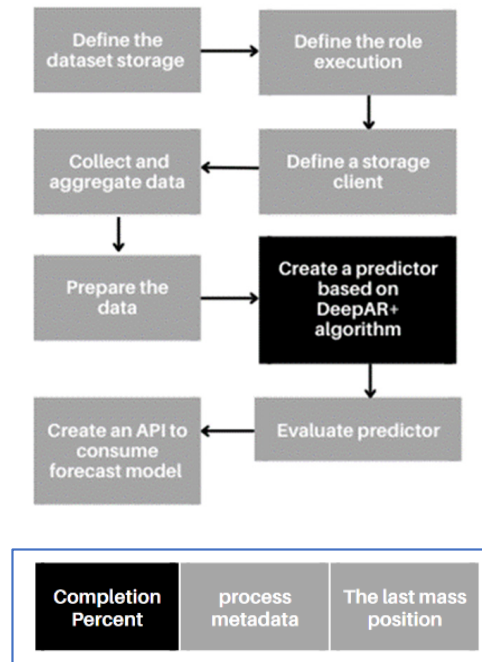 Define the
dataset storage
Define the role
execution
Define a storage
client
Collect and
aggregate data
Prepare the
data
Create a predictor
based on
DeepAR+
algorithm
Evaluate predictor
Create an API to
consume
forecast model
Completion
Percent
process
metadata
The last mass
position